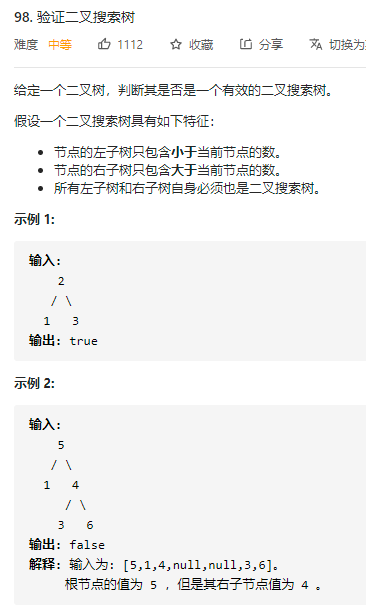 98. 验证二叉搜索树
难度 中等 1112 收藏 分享 切换为
给定一个二叉树，判断其是否是一个有效的二叉搜索树。
假设一个二叉搜索树具有如下特征：
• 节点的左子树只包含小于当前节点的数。
• 节点的右子树只包含大于当前节点的数。
• 所有左子树和右子树自身必须也是二叉搜索树。
示例 1:
输入:
2
/ \
1 3
输出: true
示例 2:
输入:
5
/ \
1 4
/ \
3 6
输出: false
解释: 输入为: [5,1,4,null,null,3,6]。
根节点的值为 5 ，但是其右子节点值为 4 。